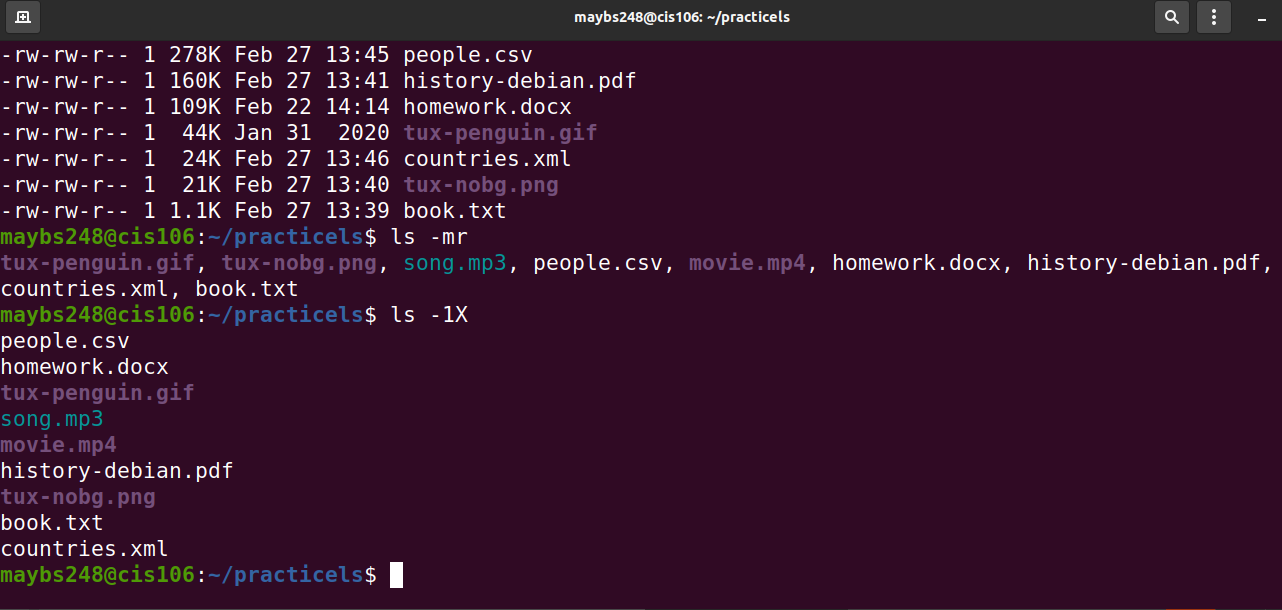 maybs248@cis106: ~/practicels
-rw-rw-r-- 1 278K Feb 27 13:45 people.csv
-rw-rw-r-- 1 160K Feb 27 13:41 history-debian.pdf
-rw-rw-r-- 1 109K Feb 22 14:14 homework.docx
-rw-rw-r-- 1  44K Jan 31  2020 tux-penguin.gif
-rw-rw-r-- 1  24K Feb 27 13:46 countries.xml
-rw-rw-r-- 1  21K Feb 27 13:40 tux-nobg.png
-rw-rw-r-- 1 1.1K Feb 27 13:39 book.txt
maybs248@cis106:~/practicels$ ls -mr
tux-penguin.gif, tux-nobg.png, song.mp3, people.csv, movie.mp4, homework.docx, history-debian.pdf,
countries.xml, book.txt
maybs248@cis106:~/practicels$ ls -1X
people.csv
homework.docx
tux-penguin.gif
song.mp3
movie.mp4
history-debian.pdf
tux-nobg.png
book.txt
countries.xml
maybs248@cis106:~/practicels$